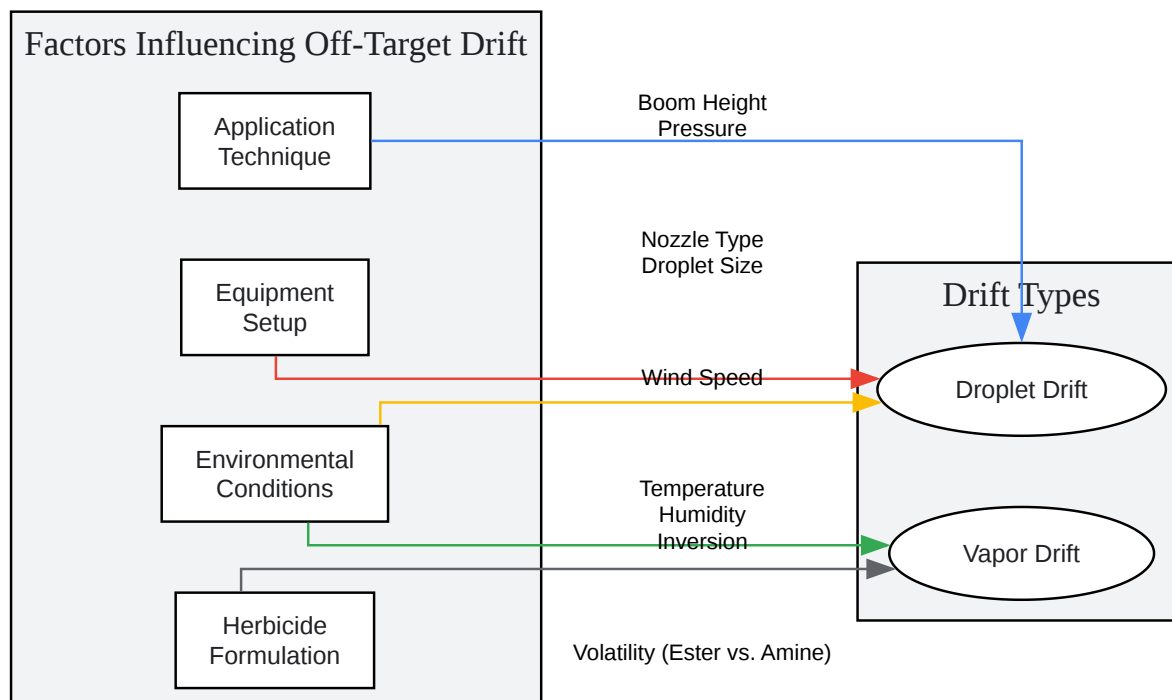 Factors Influencing Off-Target Drift
Application
Technique
Boom Height
Pressure
Nozzle Type
Droplet Size
Equipment
Setup
Drift Types
Wind Speed
Droplet Drift
Environmental
Conditions
Temperature
Humidity
Inversion
Vapor Drift
Herbicide
Formulation
Volatility (Ester vs. Amine)